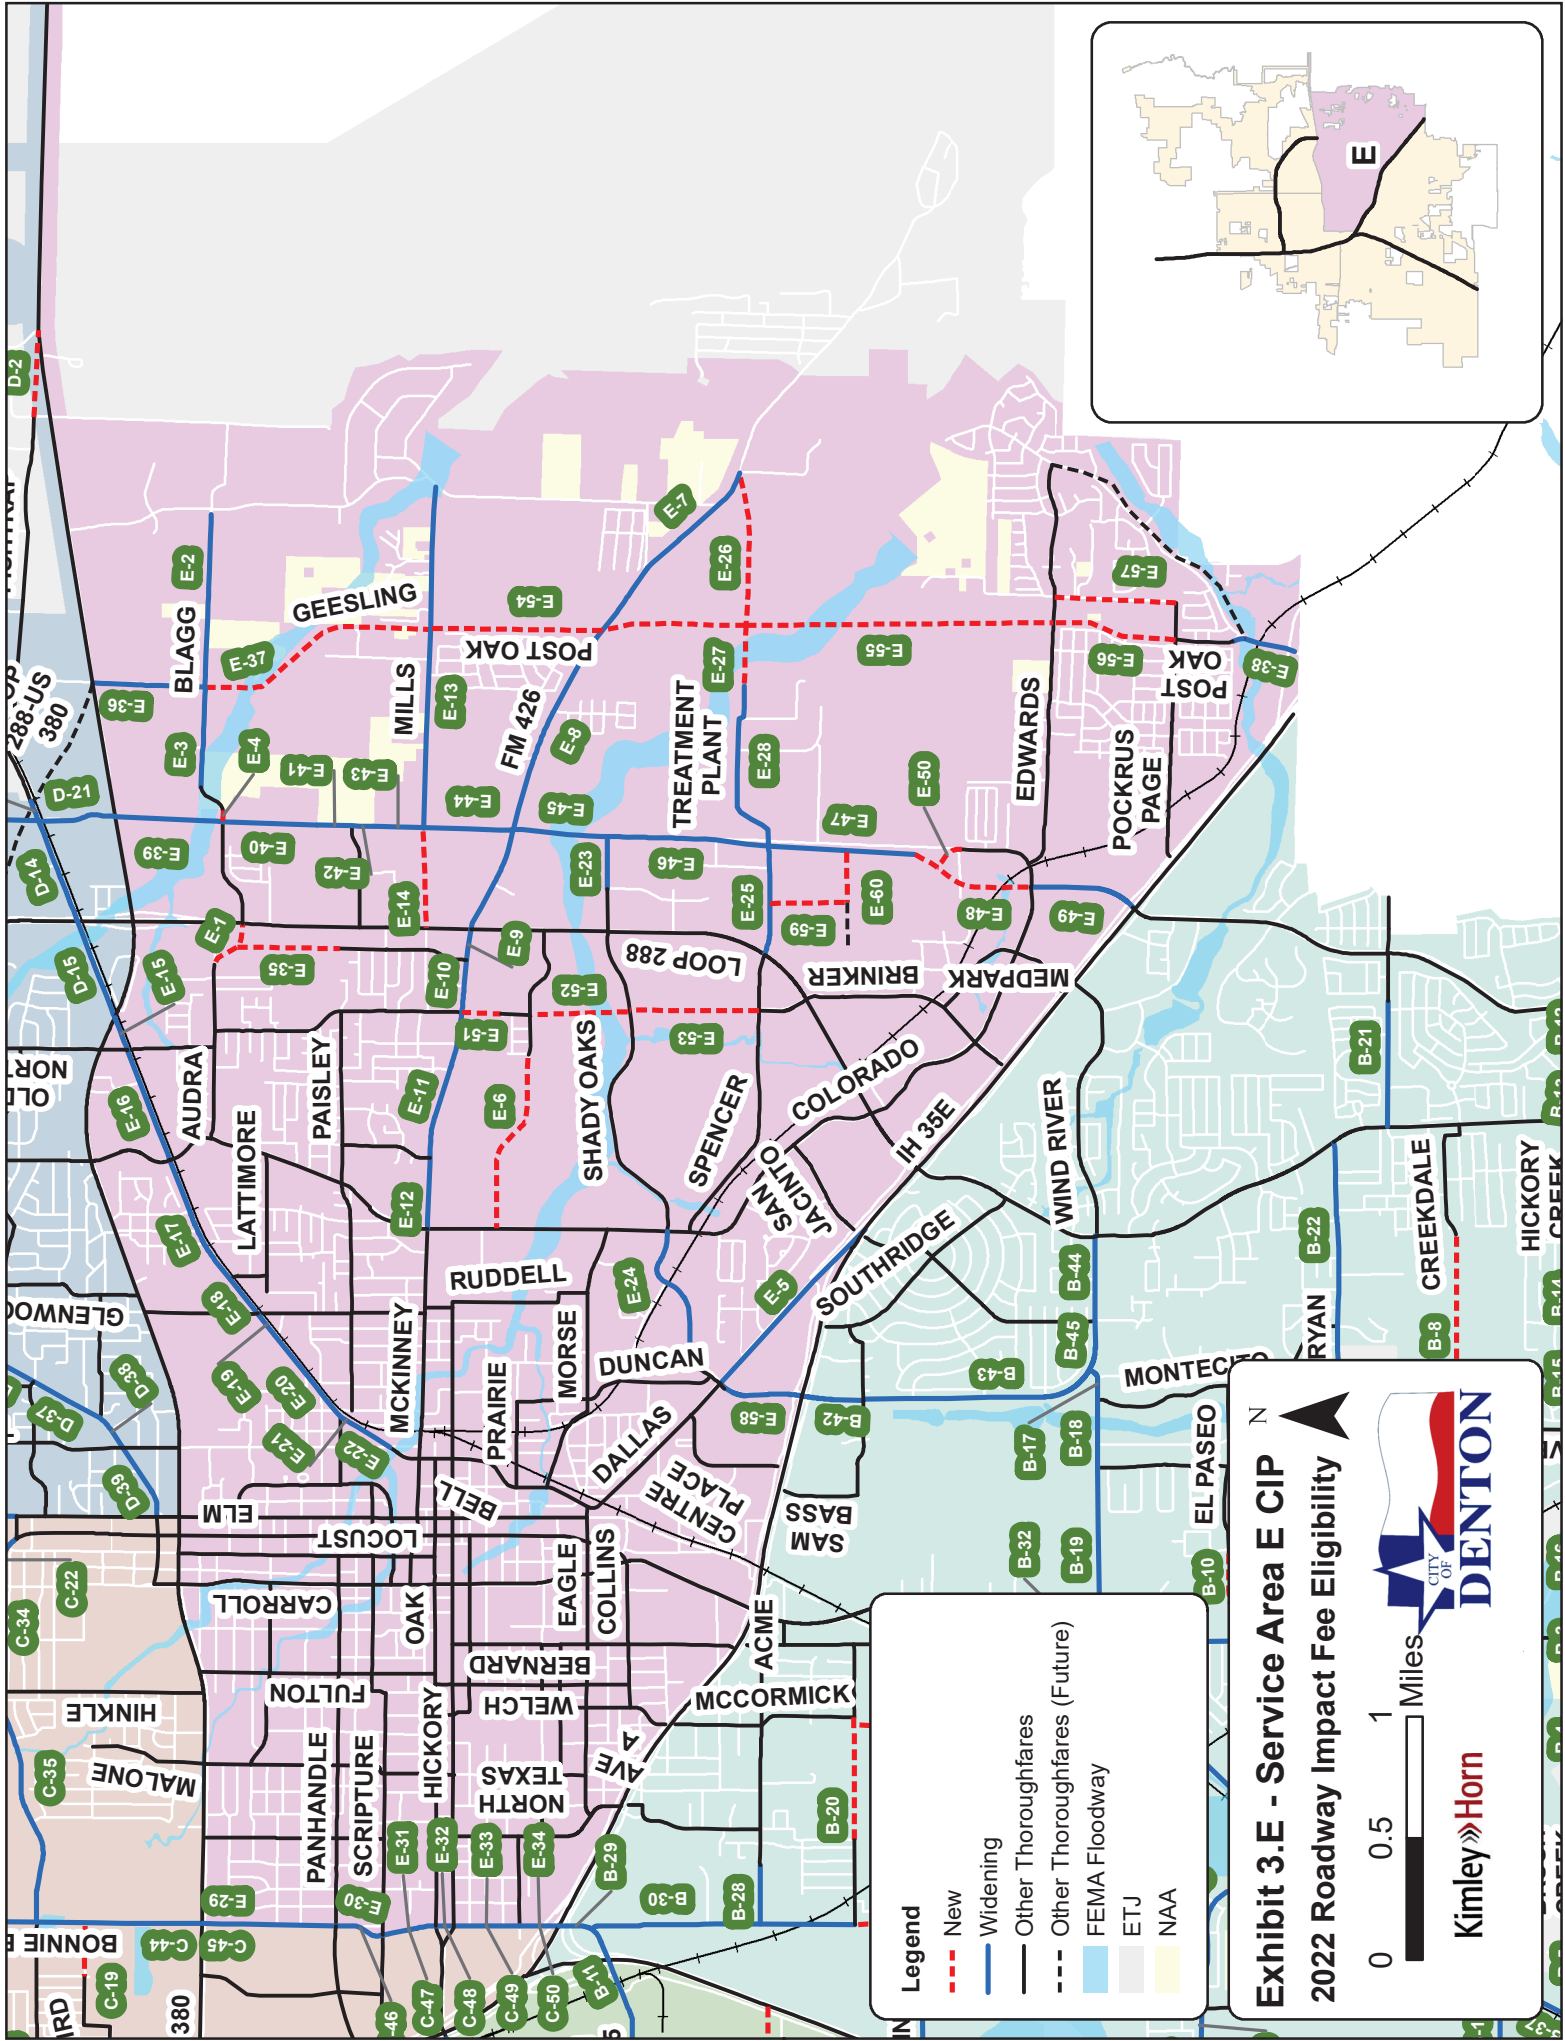 Exhibit 3.E - Service Area E CIP
2022 Roadway Impact Fee Eligibility
N
0
0.5
1
Miles
Kimley»Horn
CITY
OF
DENTON
Legend
New
Widening
Other Thoroughfares
Other Thoroughfares (Future)
FEMA Floodway
ETJ
NAA
E
D-2
288-US
380
D-21
D-14
D-15
E-15
E-16
E-17
E-18
E-19
E-20
E-21
E-22
D-37
D-38
D-39
C-22
C-34
C-35
C-19
C-44
C-45
380
HINKLE
MALONE
E-29
E-30
E-31
E-32
E-33
E-34
46
C-47
C-48
C-49
C-50
B-11
B-29
B-30
B-28
B-20
BLAGG
E-2
E-3
E-36
E-37
E-4
E-41
E-43
E-39
E-40
E-42
E-1
E-35
GEESLING
MILLS
E-13
E-14
E-44
E-54
POST OAK
FM 426
E-8
E-7
E-45
E-23
E-46
E-9
E-10
E-11
E-12
E-51
E-52
E-53
E-6
E-26
E-27
E-28
TREATMENT
PLANT
E-25
E-47
E-50
E-59
E-60
E-48
E-49
E-55
E-56
E-57
E-38
EDWARDS
POCKRUS
PAGE
POST
OAK
LOOP 288
BRINKER
MEDPARK
AUDRA
LATTIMORE
PAISLEY
SHADY OAKS
SPENCER
COLORADO
SAN
JACINTO
IH 35E
WIND RIVER
SOUTHRIDGE
RUDDELL
MCKINNEY
PRAIRIE
MORSE
DUNCAN
DALLAS
E-24
E-5
E-58
CENTRE
PLACE
BELL
ELM
LOCUST
CARROLL
OAK
EAGLE
COLLINS
ACME
SAM
BASS
FULTON
BERNARD
WELCH
MCCORMICK
PANHANDLE
SCRIPTURE
HICKORY
NORTH
TEXAS
AVE
A
B-42
B-43
B-44
B-45
B-17
B-18
B-19
B-32
B-10
B-21
B-22
B-8
MONTECITO
EL PASEO
RYAN
CREEKDALE
HICKORY
CREEK